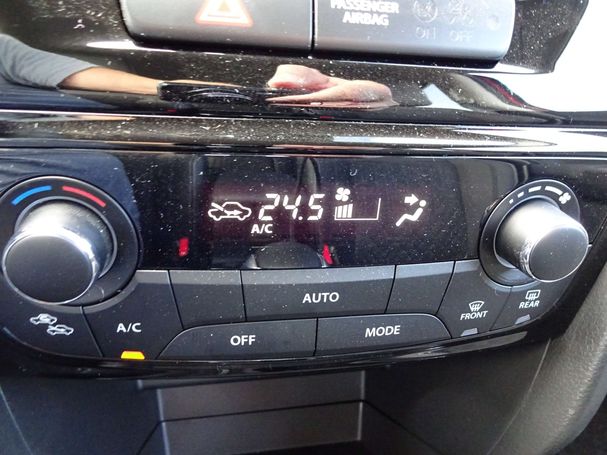 PASSENGER
AIRBAG
ON OFF
24.5
A/C
AUTO
A/C
OFF
MODE
FRONT
REAR